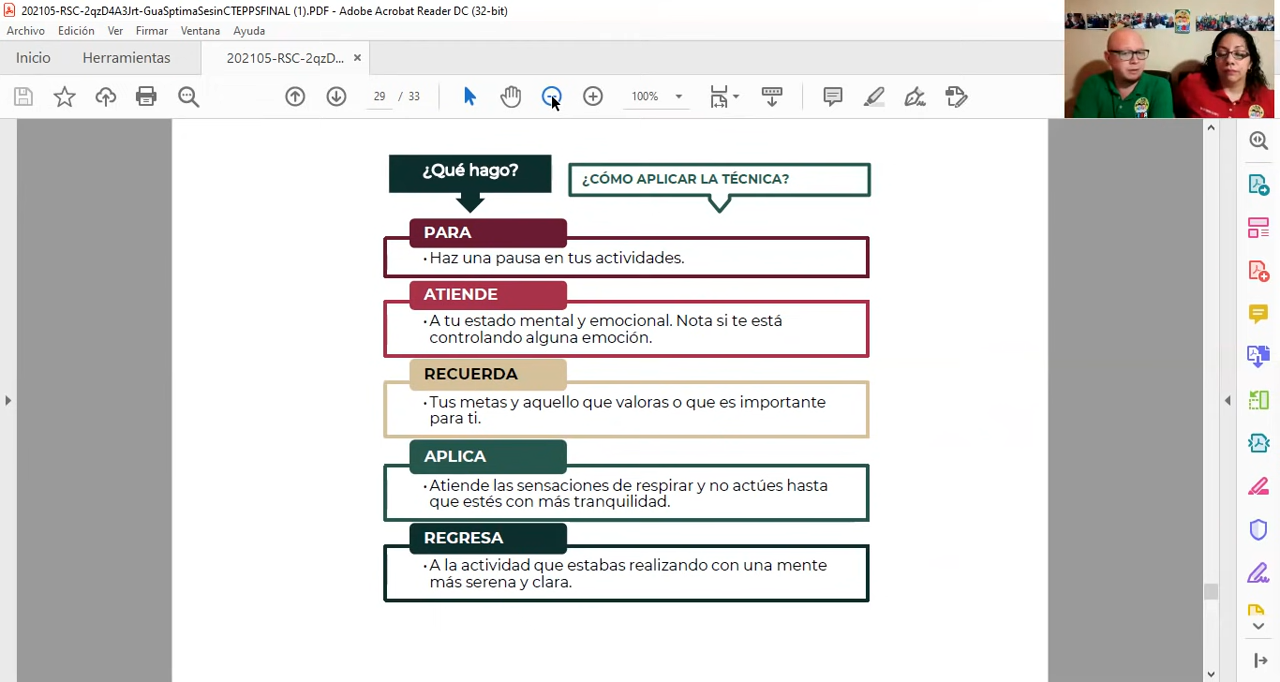 202105-RSC-2qzD4A3Jrt-GuaSptimaSesinCTEPPSFINAL (1).PDF - Adobe Acrobat Reader DC (32-bit)
Archivo Edición Ver Firmar Ventana Ayuda
Inicio Herramientas 202105-RSC-2qzD... ×
29 / 33 100%
¿Qué hago?
¿CÓMO APLICAR LA TÉCNICA?
PARA
•Haz una pausa en tus actividades.
ATIENDE
•A tu estado mental y emocional. Nota si te está
controlando alguna emoción.
RECUERDA
•Tus metas y aquello que valoras o que es importante
para ti.
APLICA
•Atiende las sensaciones de respirar y no actúes hasta
que estés con más tranquilidad.
REGRESA
•A la actividad que estabas realizando con una mente
más serena y clara.